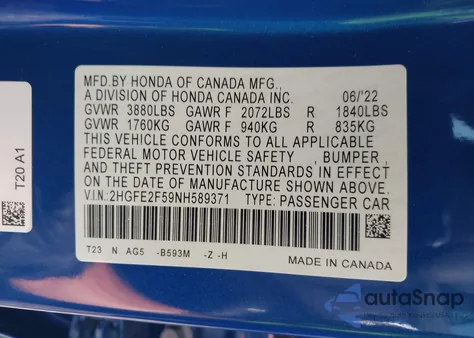 MFD.BY HONDA OF CANADA MFG.,
A DIVISION OF HONDA CANADA INC. 06/'22
GVWR 3880LBS GAWR F 2072LBS R 1840LBS
GVWR 1760KG GAWR F 940KG R 835KG
THIS VEHICLE CONFORMS TO ALL APPLICABLE
FEDERAL MOTOR VEHICLE SAFETY , BUMPER ,
AND THEFT PREVENTION STANDARDS IN EFFECT
ON THE DATE OF MANUFACTURE SHOWN ABOVE.
V.I.N.:2HGFE2F59NH589371 TYPE: PASSENGER CAR
T23 N AG5 -B593M -Z -H
MADE IN CANADA
T20 A1
autoSnap